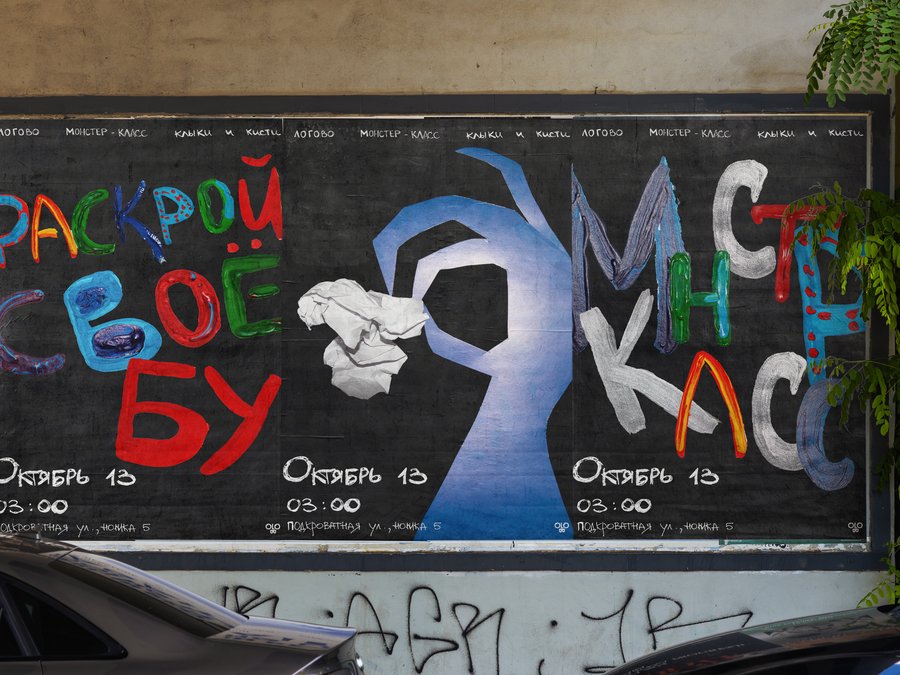 ЛОГОВО МОНСТЕР-КЛАСС КЛЫКИ И КИСТИ
РАСКРОЙ
СВОЁ
БУ
Октябрь 13
03:00
Подкроватная ул., ножка 5
ЛОГОВО МОНСТЕР-КЛАСС КЛЫКИ И КИСТИ
Октябрь 13
03:00
Подкроватная ул., ножка 5
ЛОГОВО МОНСТЕР-КЛАСС КЛЫКИ И КИСТИ
МНСТР
КАСС
Октябрь 13
03:00
Подкроватная ул., ножка 5